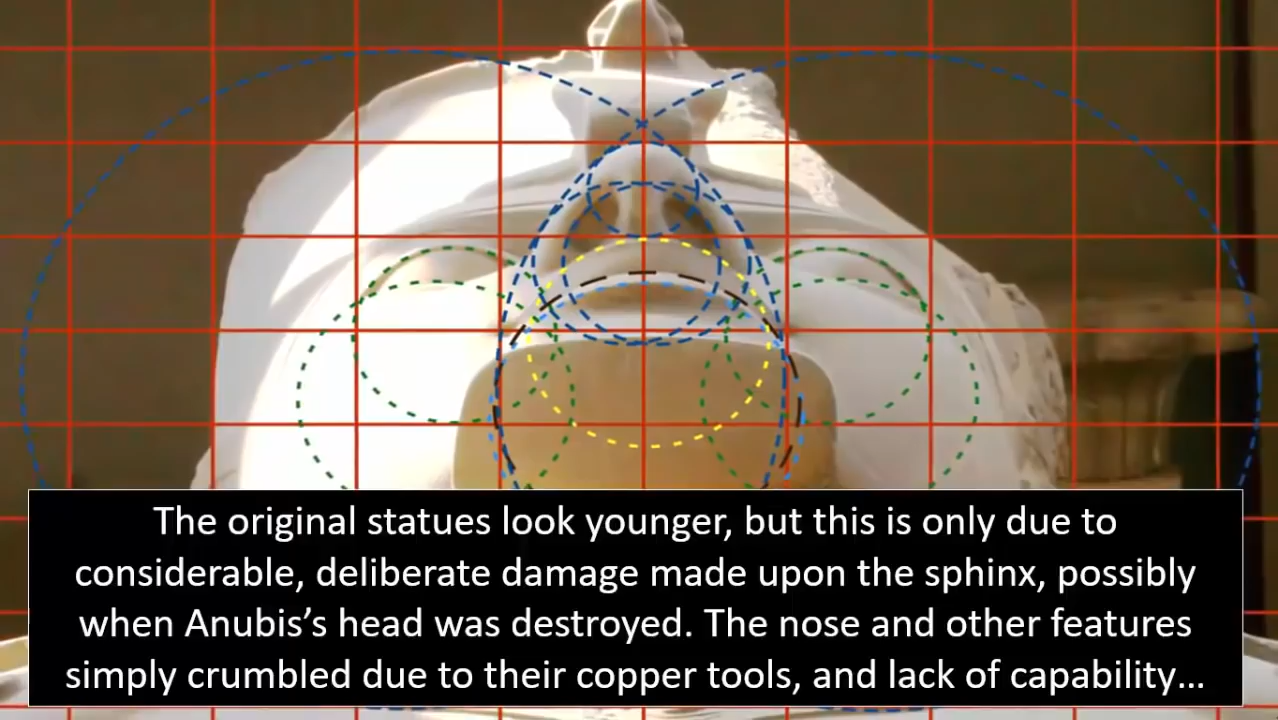 The original statues look younger, but this is only due to
considerable, deliberate damage made upon the sphinx, possibly
when Anubis’s head was destroyed. The nose and other features
simply crumbled due to their copper tools, and lack of capability…